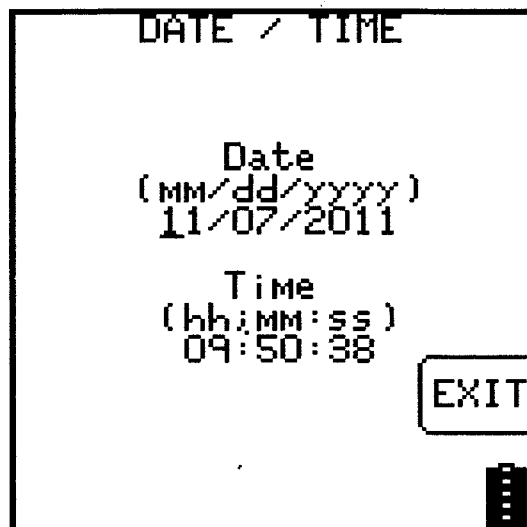 DATE / TIME
Date
(mm/dd/yyyy)
11/07/2011
Time
(hh:mm:ss)
09:50:38
EXIT